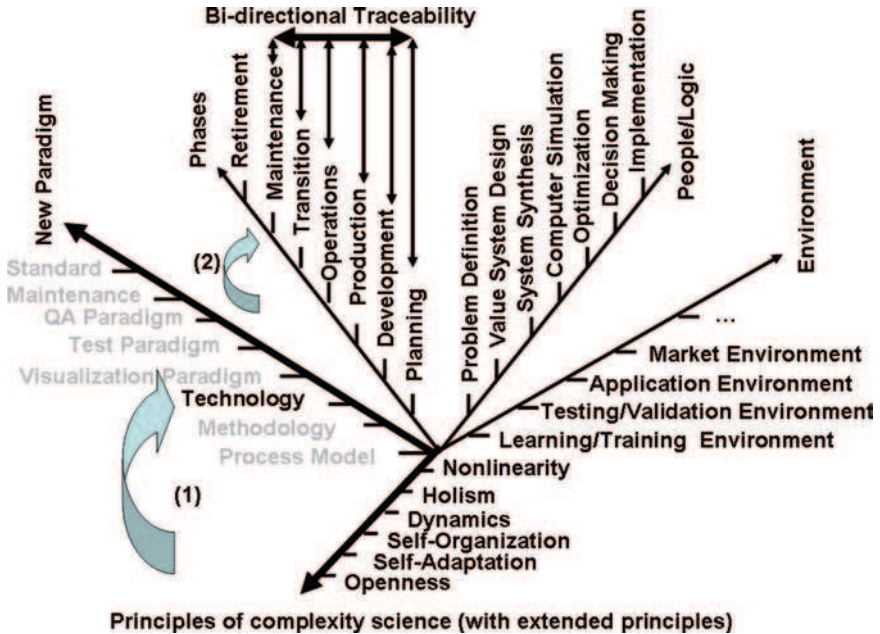 Bi-directional Traceability
New Paradigm
Standard
Maintenance
QA Paradigm
Test Paradigm
Visualization Paradigm
Technology
Methodology
Process Model
(1)
(2)
Phases
Retirement
Maintenance
Transition
Operations
Production
Development
Planning
Problem Definition
Value System Design
System Synthesis
Computer Simulation
Optimization
Decision Making
Implementation
People/Logic
Environment
...
Market Environment
Application Environment
Testing/Validation Environment
Learning/Training Environment
Nonlinearity
Holism
Dynamics
Self-Organization
Self-Adaptation
Openness
Principles of complexity science (with extended principles)